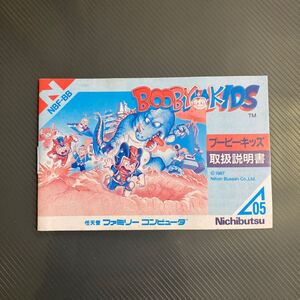 N
NBF-BB
BOOBY KIDS
TM
ブービーキッズ
取扱説明書
©1987
Nihon Bussan Co.,Ltd.
05
任天堂 ファミリーコンピュータ
Nichibutsu